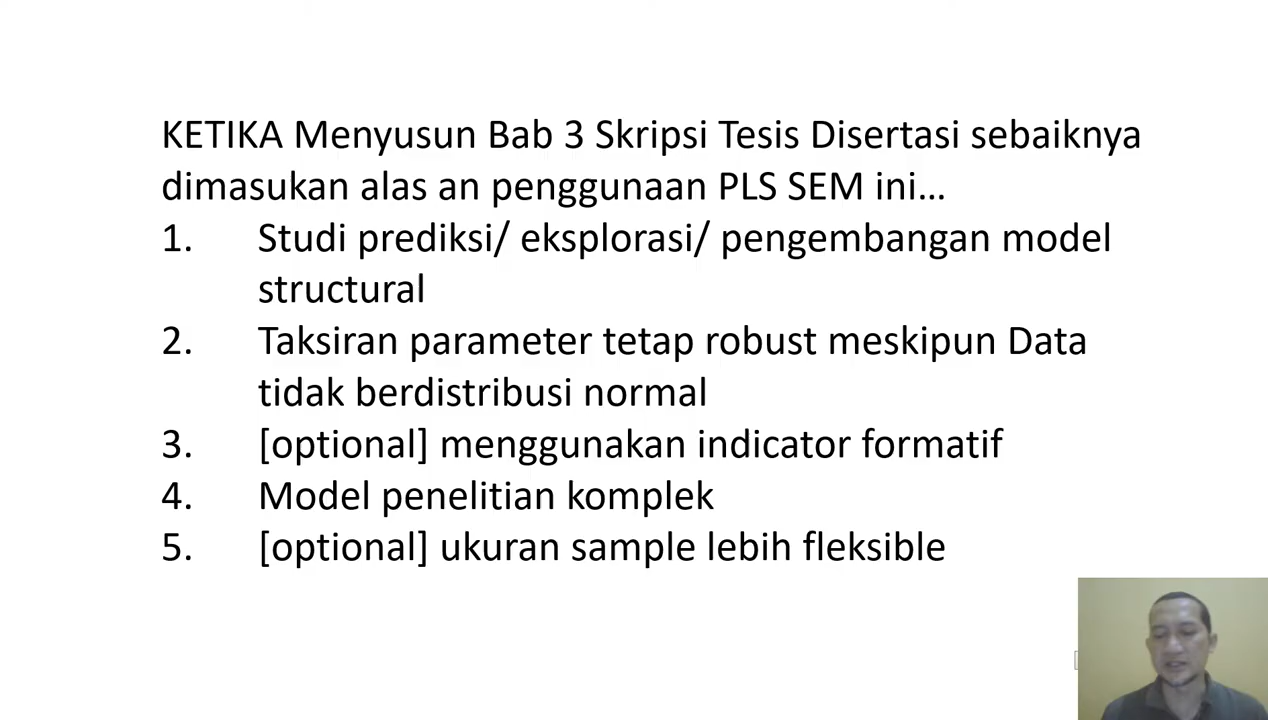 KETIKA Menyusun Bab 3 Skripsi Tesis Disertasi sebaiknya
dimasukan alas an penggunaan PLS SEM ini...
1. Studi prediksi/ eksplorasi/ pengembangan model
structural
2. Taksiran parameter tetap robust meskipun Data
tidak berdistribusi normal
3. [optional] menggunakan indicator formatif
4. Model penelitian komplek
5. [optional] ukuran sample lebih fleksible